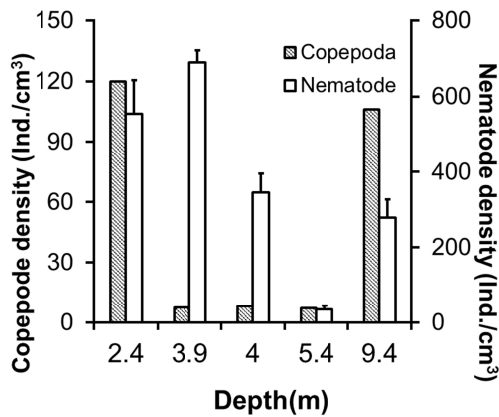 150
120
90
60
30
0
Copepode density (Ind./cm³)
Copepoda
Nematode
800
600
400
200
0
Nematode density (Ind./cm³)
2.4 3.9 4 5.4 9.4
Depth(m)